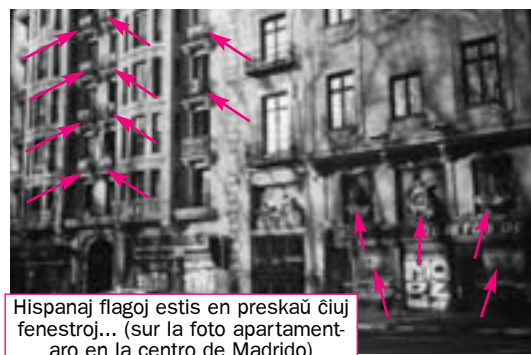 Hispanaj flagoj estis en preskaŭ ĉiuj
fenestroj... (sur la foto apartament-
aro en la centro de Madrido)